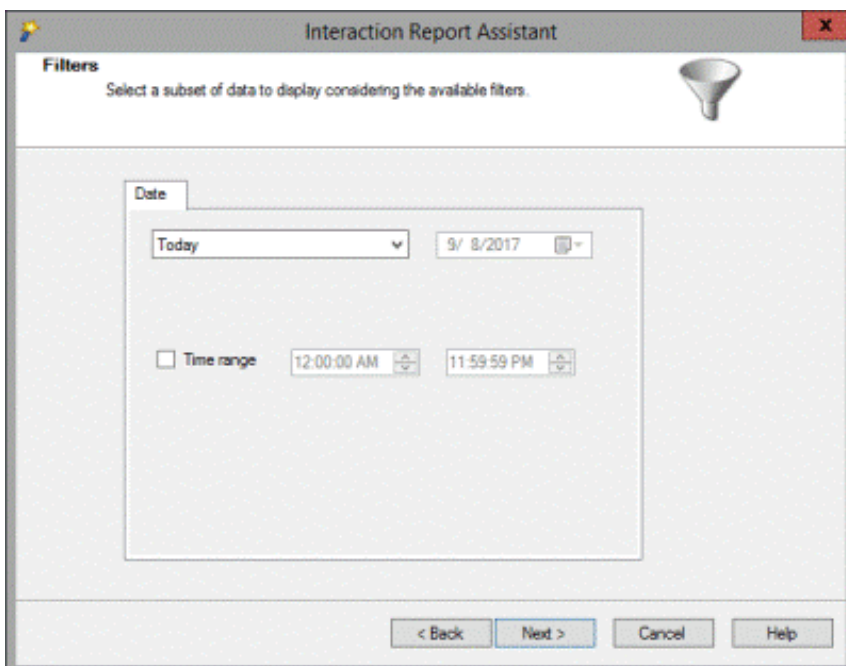 Interaction Report Assistant
x
Filters
Select a subset of data to display considering the available filters.
Date
Today 9/ 8/2017
Time range 12:00:00 AM 11:59:59 PM
< Back Next > Cancel Help